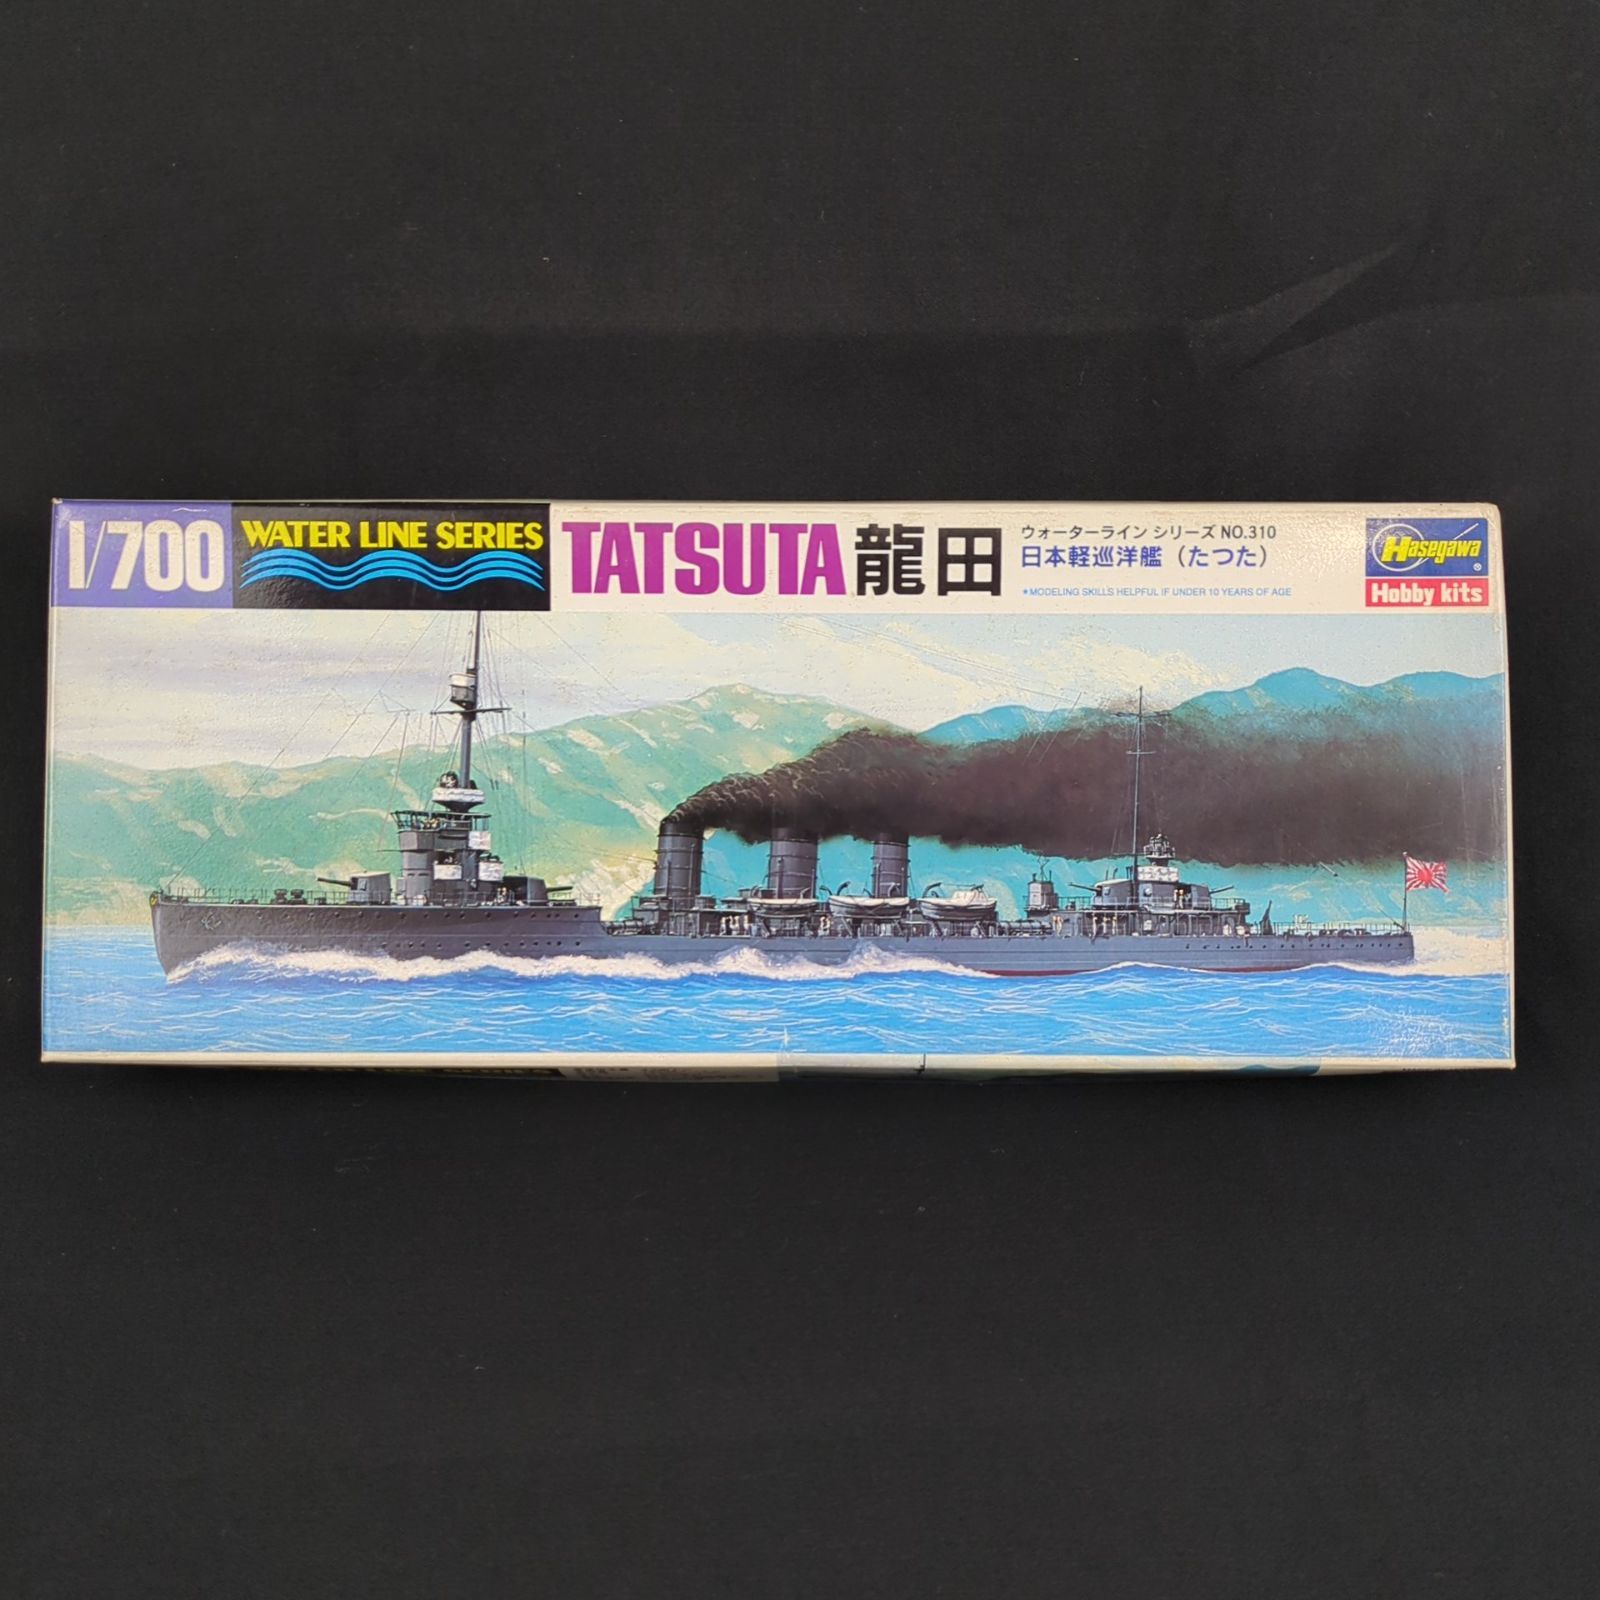 1/700
WATER LINE SERIES
TATSUTA 龍田
ウォーターライン シリーズ NO.310
日本軽巡洋艦（たつた）
★MODELING SKILLS HELPFUL IF UNDER 10 YEARS OF AGE
Hasegawa®
Hobby kits